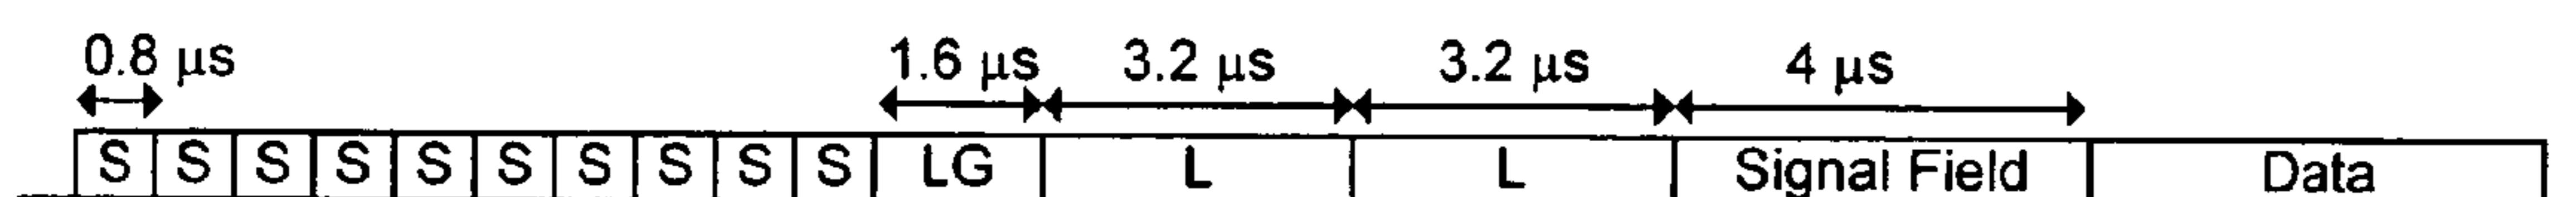 0.8 μs 1.6 μs 3.2 μs 3.2 μs 4 μs
S S S S S S S S S S LG L L Signal Field Data